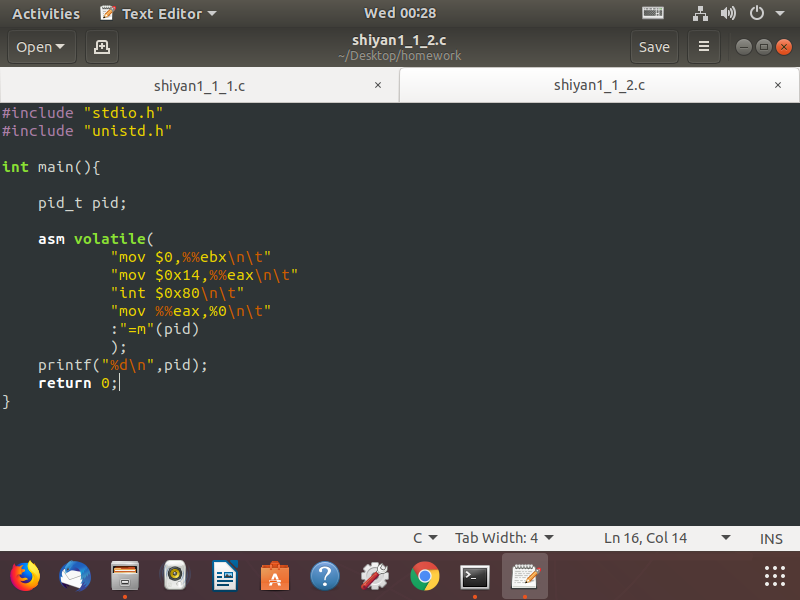 Activities Text Editor Wed 00:28
Open shiyan1_1_2.c Save
~/Desktop/homework
shiyan1_1_1.c × shiyan1_1_2.c ×
#include "stdio.h"
#include "unistd.h"
int main(){
pid_t pid;
asm volatile(
"mov $0,%%ebx\n\t"
"mov $0x14,%%eax\n\t"
"int $0x80\n\t"
"mov %%eax,%0\n\t"
:"=m"(pid)
);
printf("%d\n",pid);
return 0;
}
C Tab Width: 4 Ln 16, Col 14 INS